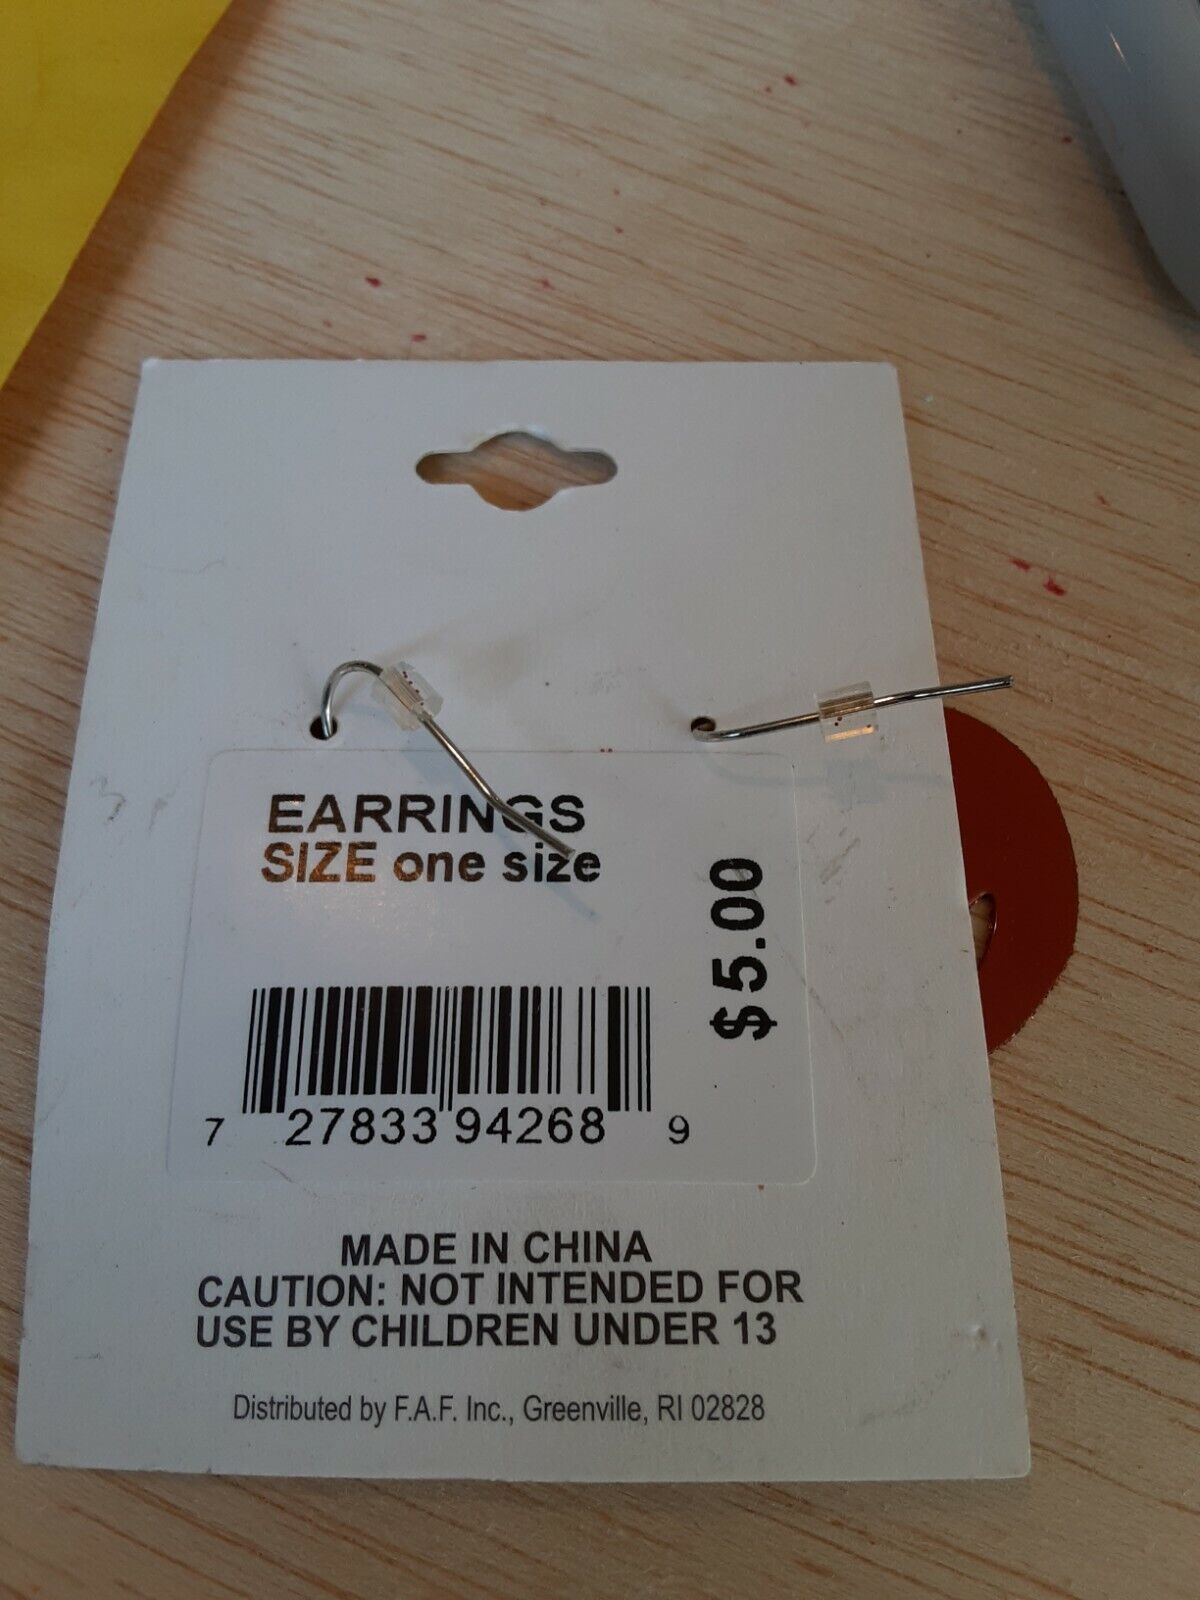 EARRINGS
SIZE one size
$5.00
7 27833 94268 9
MADE IN CHINA
CAUTION: NOT INTENDED FOR
USE BY CHILDREN UNDER 13
Distributed by F.A.F. Inc., Greenville, RI 02828